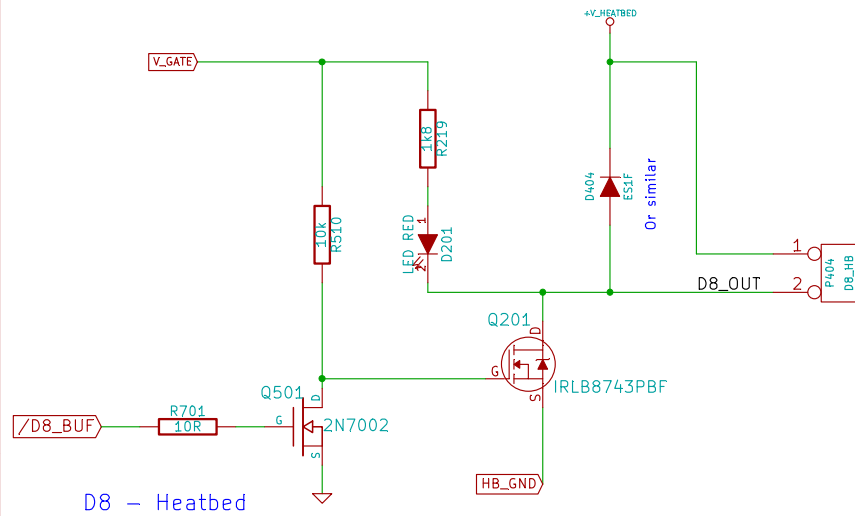 +V_HEATBED
V_GATE
1k8
R219
D404
ES1F
Or similar
10k
R510
LED RED
1
2
D201
1
2
P404
D8_HB
D8_OUT
Q201
D
G
S
IRLB8743PBF
Q501
D
G
S
2N7002
R701
10R
/D8_BUF
HB_GND
D8 - Heatbed